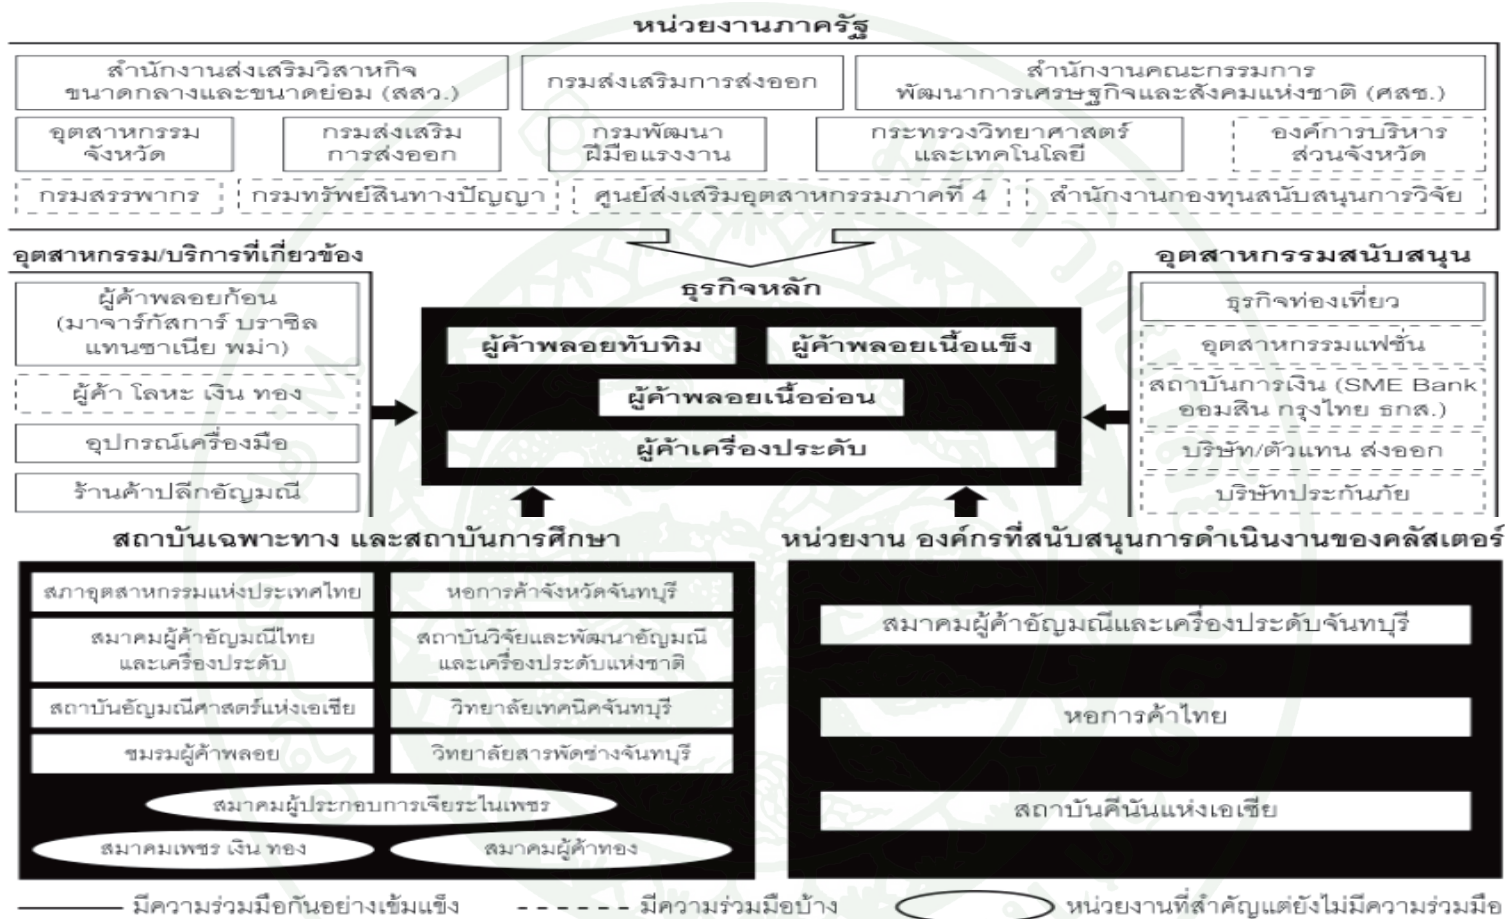 หน่วยงานภาครัฐ
สำนักงานส่งเสริมวิสาหกิจ
ขนาดกลางและขนาดย่อม (สสว.)
กรมส่งเสริมการส่งออก
สำนักงานคณะกรรมการ
พัฒนาการเศรษฐกิจและสังคมแห่งชาติ (ศสช.)
อุตสาหกรรม
จังหวัด
กรมส่งเสริม
การส่งออก
กรมพัฒนา
ฝีมือแรงงาน
กระทรวงวิทยาศาสตร์
และเทคโนโลยี
องค์การบริหาร
ส่วนจังหวัด
กรมสรรพากร
กรมทรัพย์สินทางปัญญา
ศูนย์ส่งเสริมอุตสาหกรรมภาคที่ 4
สำนักงานกองทุนสนับสนุนการวิจัย
อุตสาหกรรม/บริการที่เกี่ยวข้อง
ผู้ค้าพลอยก้อน
(มาจาร์กัสการ์ บราซิล
แทนซาเนีย พม่า)
ผู้ค้า โลหะ เงิน ทอง
อุปกรณ์เครื่องมือ
ร้านค้าปลีกอัญมณี
ธุรกิจหลัก
ผู้ค้าพลอยทับทิม
ผู้ค้าพลอยเนื้อแข็ง
ผู้ค้าพลอยเนื้ออ่อน
ผู้ค้าเครื่องประดับ
อุตสาหกรรมสนับสนุน
ธุรกิจท่องเที่ยว
อุตสาหกรรมแฟชั่น
สถาบันการเงิน (SME Bank
ออมสิน กรุงไทย ธกส.)
บริษัท/ตัวแทน ส่งออก
บริษัทประกันภัย
สถาบันเฉพาะทาง และสถาบันการศึกษา
สภาอุตสาหกรรมแห่งประเทศไทย
หอการค้าจังหวัดจันทบุรี
สมาคมผู้ค้าอัญมณีไทย
และเครื่องประดับ
สถาบันวิจัยและพัฒนาอัญมณี
และเครื่องประดับแห่งชาติ
สถาบันอัญมณีศาสตร์แห่งเอเชีย
วิทยาลัยเทคนิคจันทบุรี
ชมรมผู้ค้าพลอย
วิทยาลัยสารพัดช่างจันทบุรี
สมาคมผู้ประกอบการเจียระไนเพชร
สมาคมเพชร เงิน ทอง
สมาคมผู้ค้าทอง
หน่วยงาน องค์กรที่สนับสนุนการดำเนินงานของคลัสเตอร์
สมาคมผู้ค้าอัญมณีและเครื่องประดับจันทบุรี
หอการค้าไทย
สถาบันคีนันแห่งเอเซีย
มีความร่วมมือกันอย่างเข้มแข็ง
มีความร่วมมือบ้าง
หน่วยงานที่สำคัญแต่ยังไม่มีความร่วมมือ